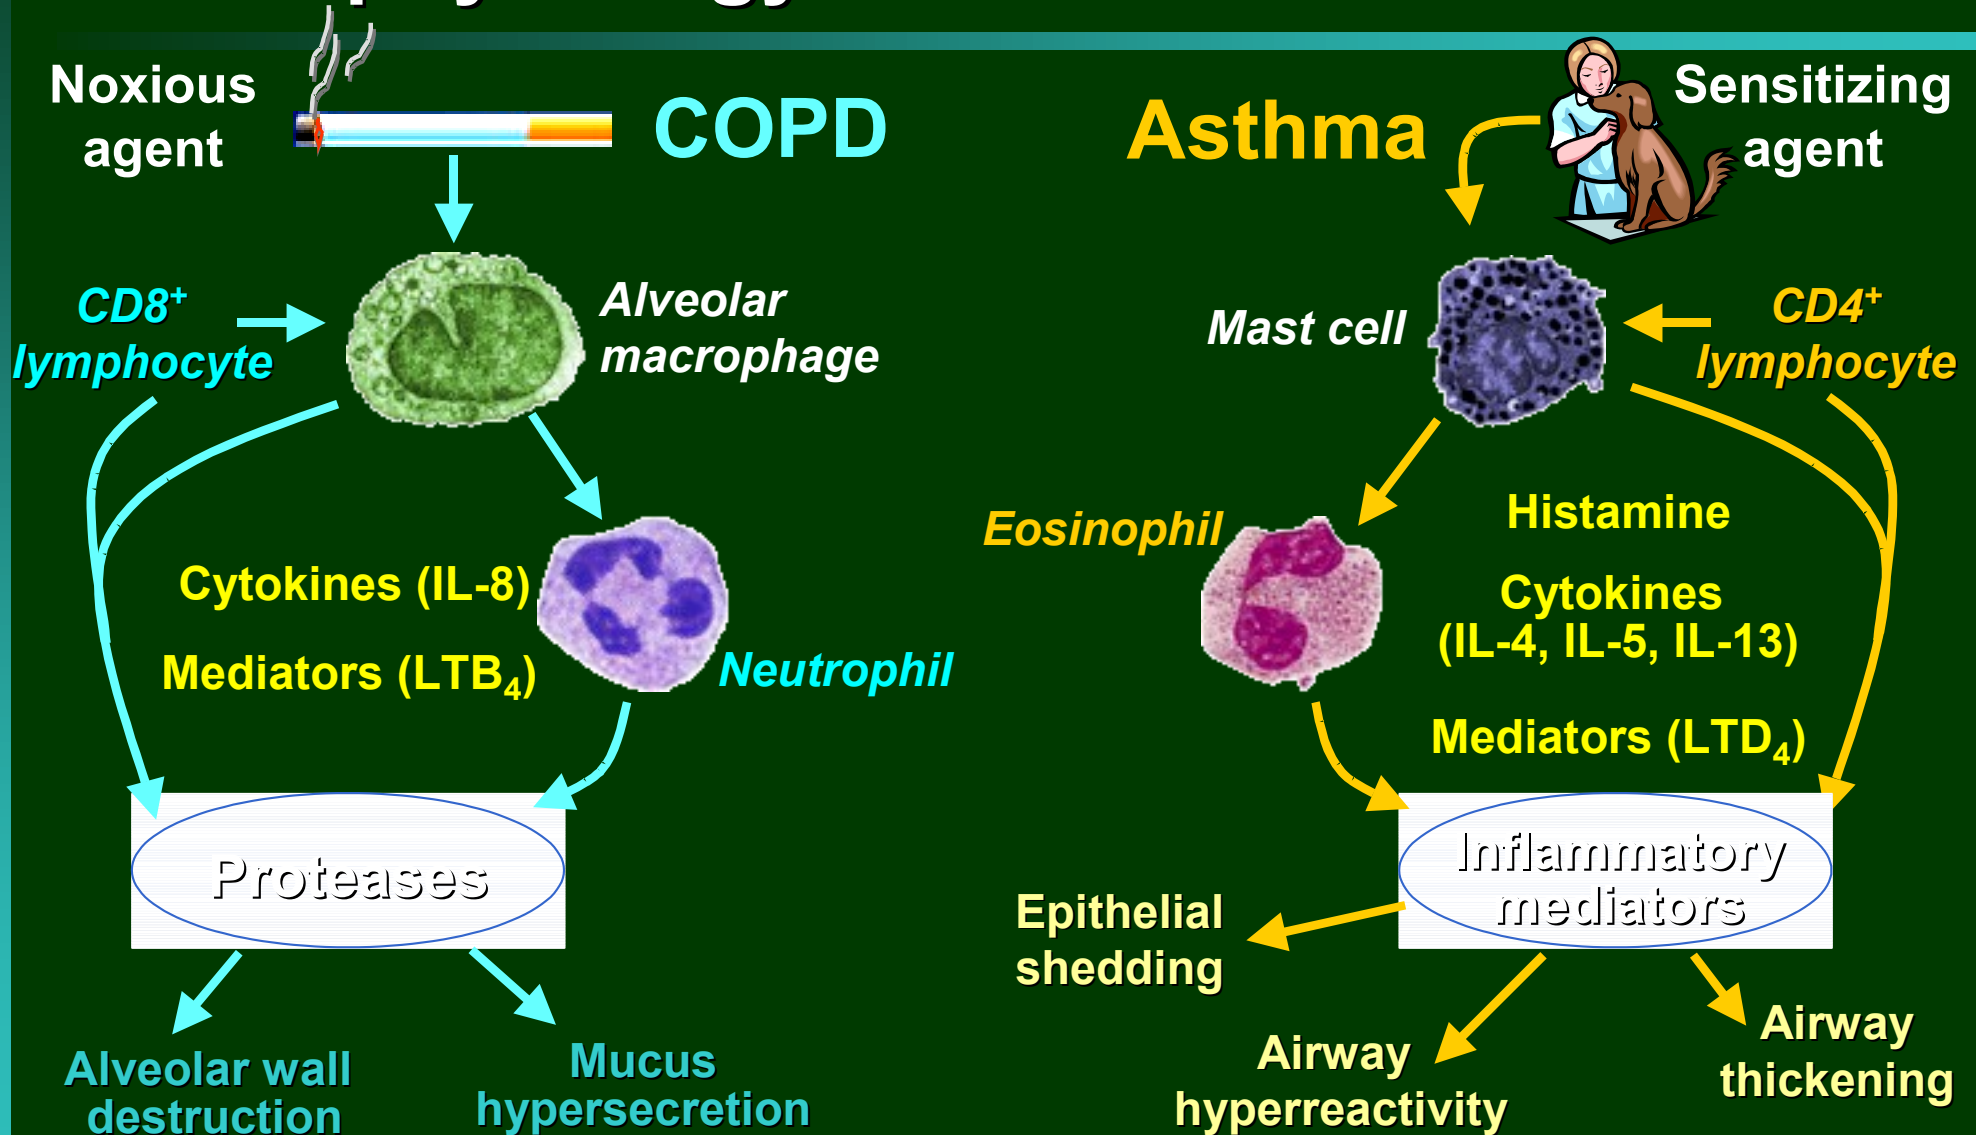 Noxious
agent
COPD
Asthma
Sensitizing
agent
CD8+
lymphocyte
Alveolar
macrophage
Mast cell
CD4+
lymphocyte
Cytokines (IL-8)
Mediators (LTB4)
Neutrophil
Eosinophil
Histamine
Cytokines
(IL-4, IL-5, IL-13)
Mediators (LTD4)
Proteases
Inflammatory
mediators
Alveolar wall
destruction
Mucus
hypersecretion
Epithelial
shedding
Airway
hyperreactivity
Airway
thickening